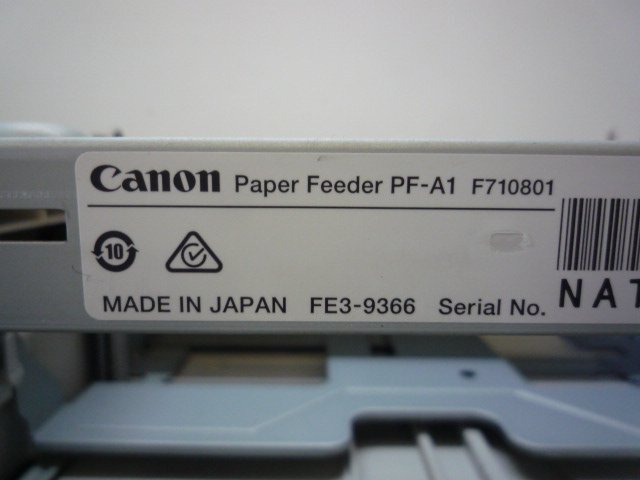 Canon Paper Feeder PF-A1 F710801
10
MADE IN JAPAN FE3-9366 Serial No. NAT